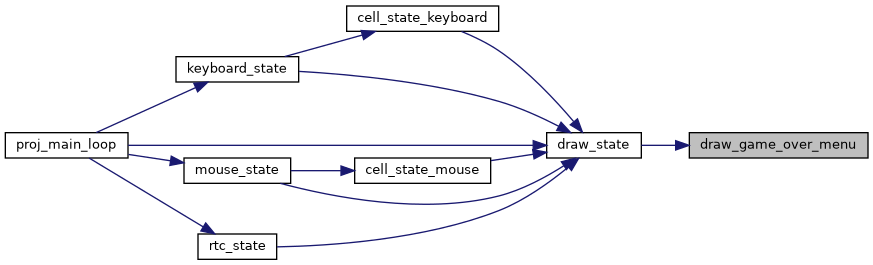 cell_state_keyboard
keyboard_state
proj_main_loop
draw_state
draw_game_over_menu
mouse_state
cell_state_mouse
rtc_state